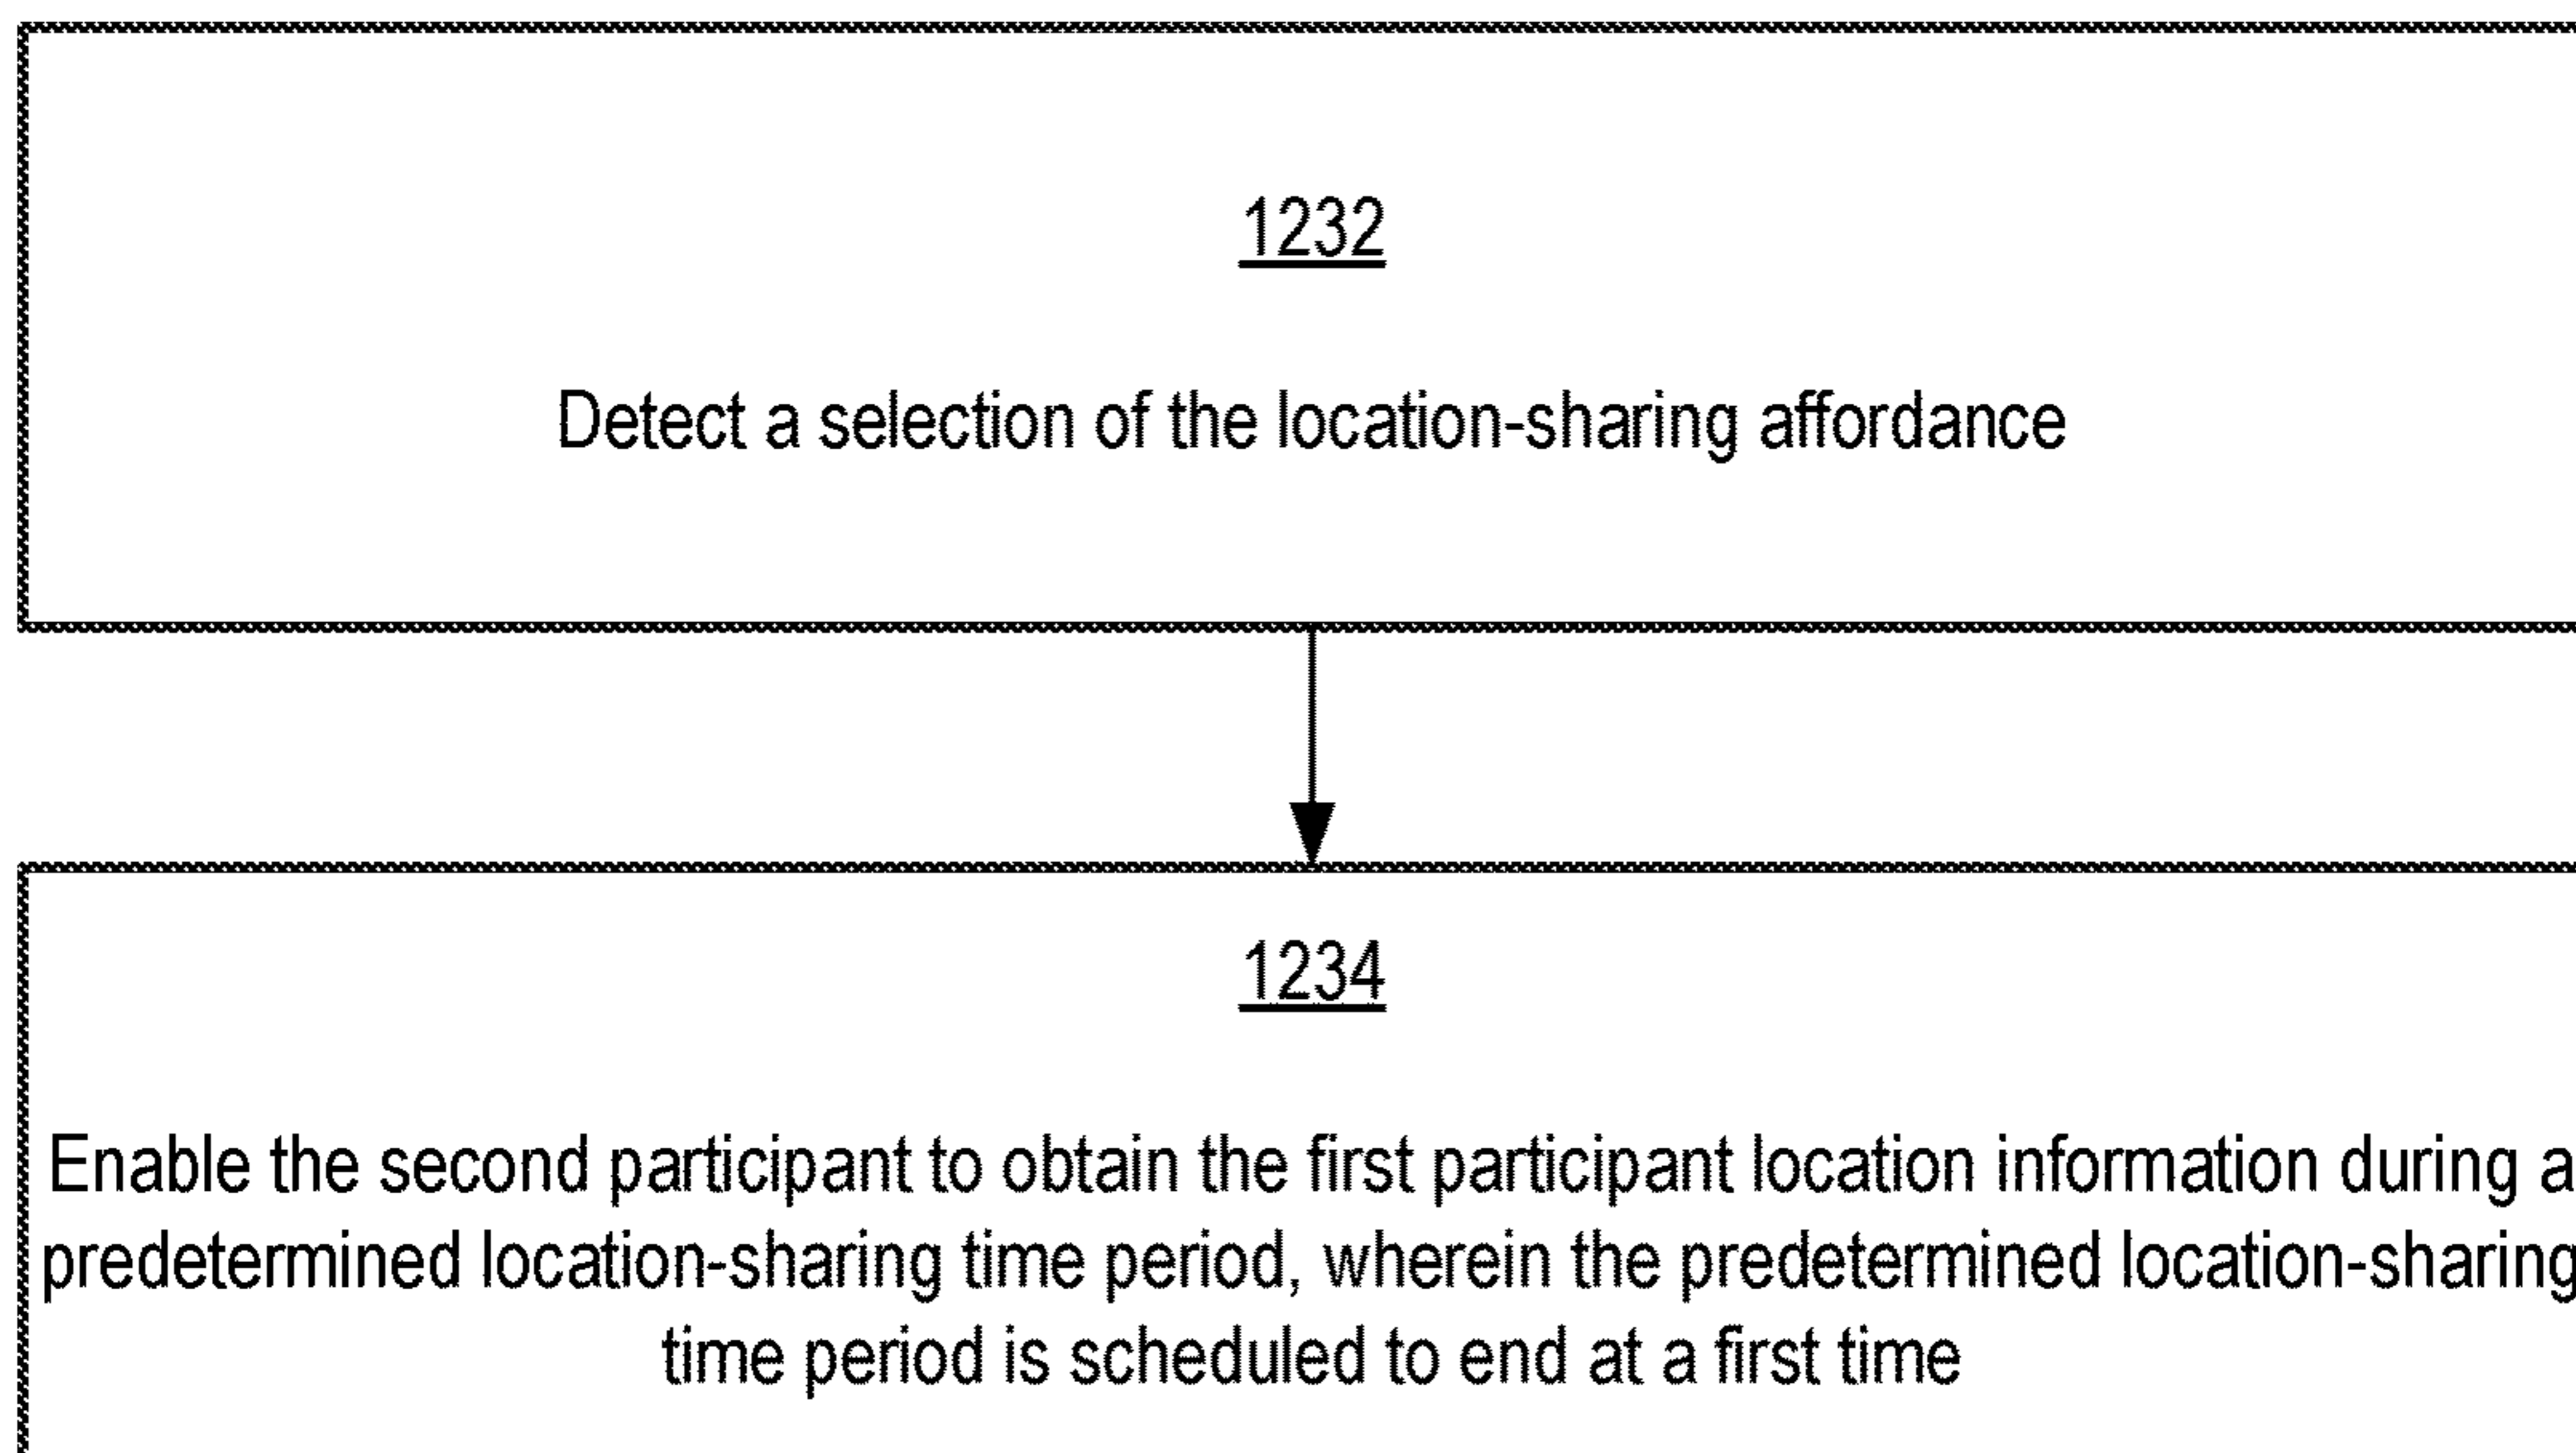 1232
Detect a selection of the location-sharing affordance
1234
Enable the second participant to obtain the first participant location information during a
predetermined location-sharing time period, wherein the predetermined location-sharing
time period is scheduled to end at a first time